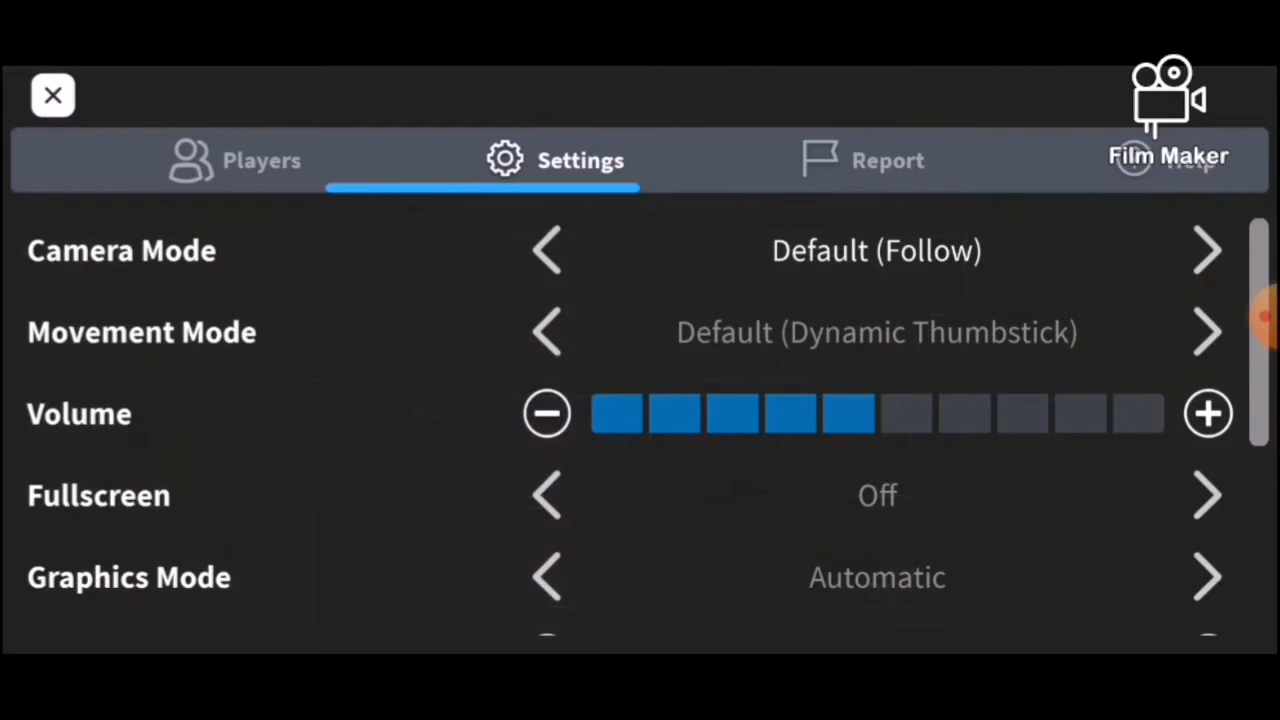 Players
Settings
Report
Film Maker
Help
Camera Mode
Default (Follow)
Movement Mode
Default (Dynamic Thumbstick)
Volume
Fullscreen
Off
Graphics Mode
Automatic